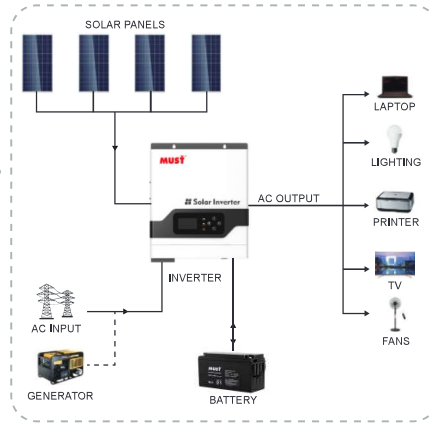 SOLAR PANELS
MUST
Solar Inverter
AC OUTPUT
LAPTOP
LIGHTING
PRINTER
TV
FANS
INVERTER
AC INPUT
GENERATOR
MUST
BATTERY